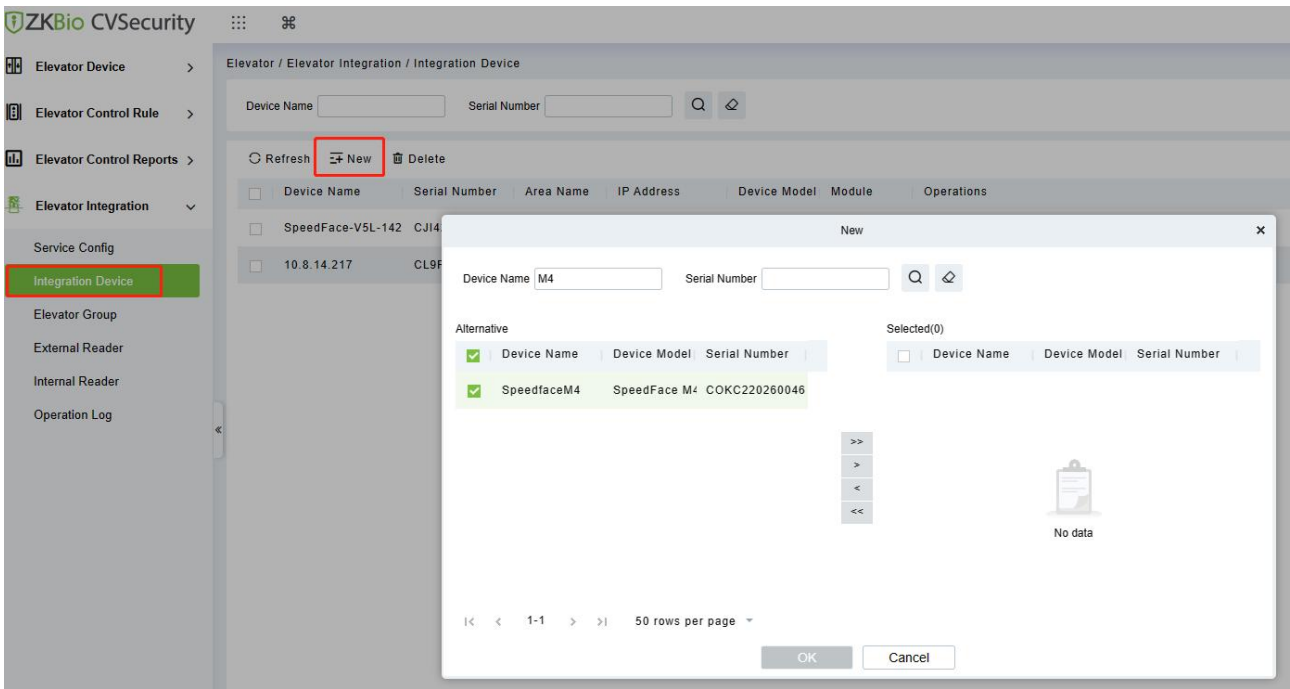 ZKBio CVSecurity
Elevator Device
Elevator Control Rule
Elevator Control Reports
Elevator Integration
Service Config
Integration Device
Elevator Group
External Reader
Internal Reader
Operation Log
Elevator / Elevator Integration / Integration Device
Device Name Serial Number
Refresh New Delete
Device Name Serial Number Area Name IP Address Device Model Module Operations
SpeedFace-V5L-142 CJI4
10.8.14.217 CL9F
New
Device Name M4 Serial Number
Alternative Selected(0)
Device Name Device Model Serial Number Device Name Device Model Serial Number
SpeedfaceM4 SpeedFace M4 COKC220260046
>>
>
<
<<
No data
1-1 50 rows per page
OK Cancel